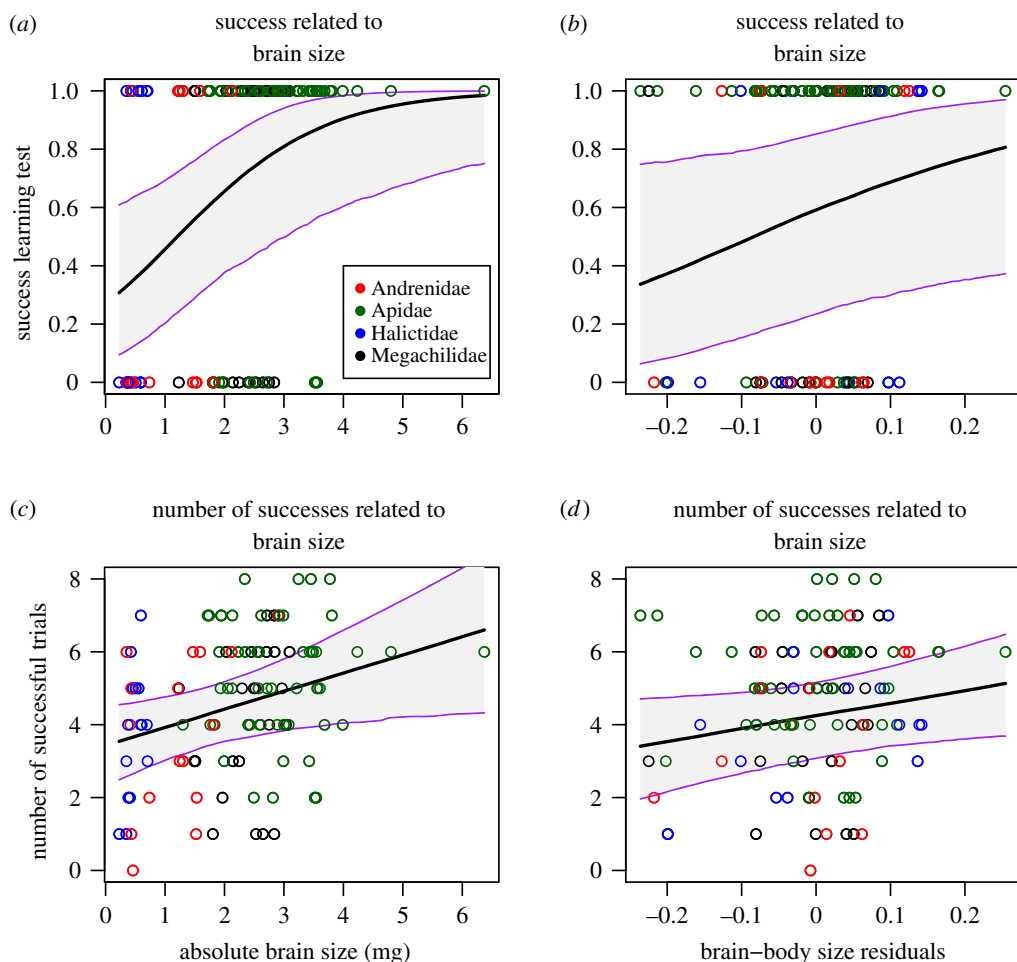 (a)
success related to
brain size
(b)
success related to
brain size
success learning test
1.0
0.8
0.6
0.4
0.2
0
Andrenidae
Apidae
Halictidae
Megachilidae
0 1 2 3 4 5 6
1.0
0.8
0.6
0.4
0.2
0
−0.2 −0.1 0 0.1 0.2
(c)
number of successes related to
brain size
(d)
number of successes related to
brain size
number of successful trials
8
6
4
2
0
0 1 2 3 4 5 6
absolute brain size (mg)
8
6
4
2
0
−0.2 −0.1 0 0.1 0.2
brain−body size residuals